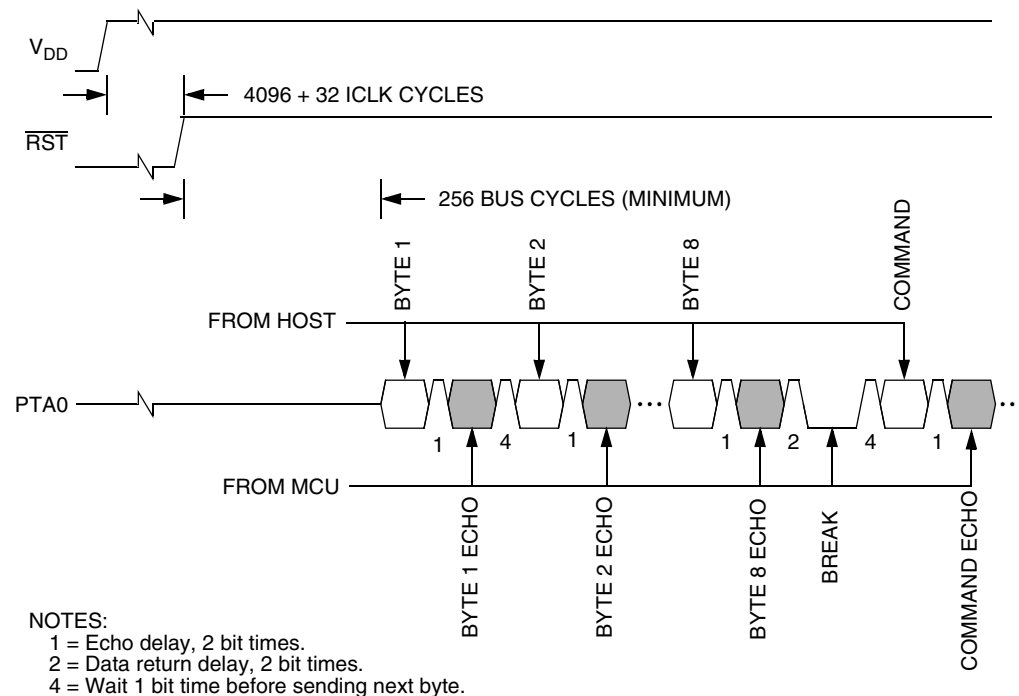 VDD
4096 + 32 ICLK CYCLES
RST
256 BUS CYCLES (MINIMUM)
BYTE 1
BYTE 2
BYTE 8
COMMAND
FROM HOST
PTA0
1
4
1
1
2
4
1
FROM MCU
BYTE 1 ECHO
BYTE 2 ECHO
BYTE 8 ECHO
BREAK
COMMAND ECHO
NOTES:
1 = Echo delay, 2 bit times.
2 = Data return delay, 2 bit times.
4 = Wait 1 bit time before sending next byte.